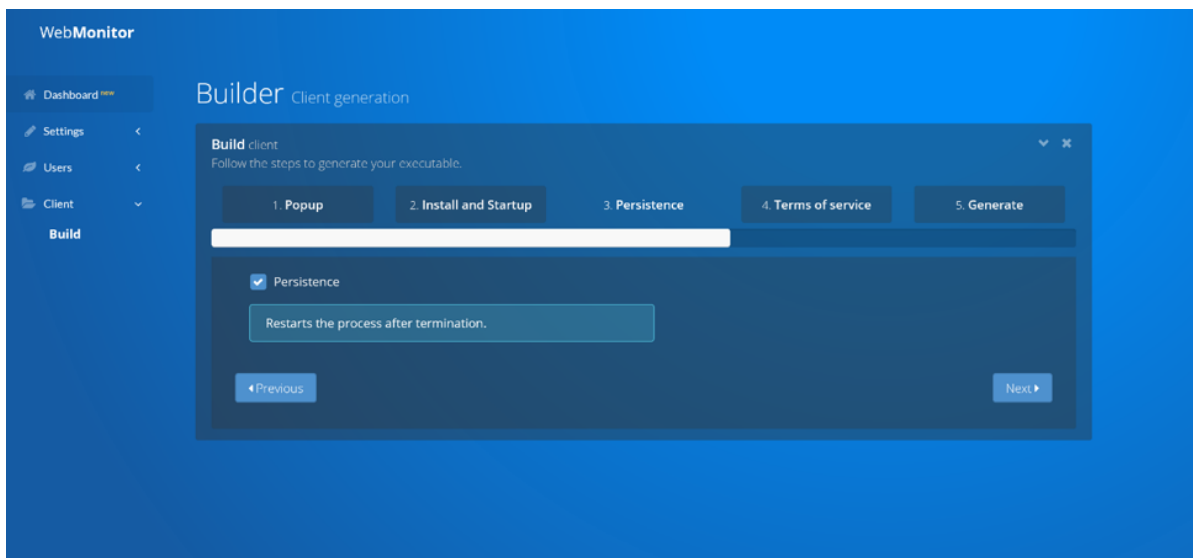 WebMonitor
Dashboard new
Settings
Users
Client
Build
Builder Client generation
Build client
Follow the steps to generate your executable.
1. Popup
2. Install and Startup
3. Persistence
4. Terms of service
5. Generate
Persistence
Restarts the process after termination.
Previous
Next